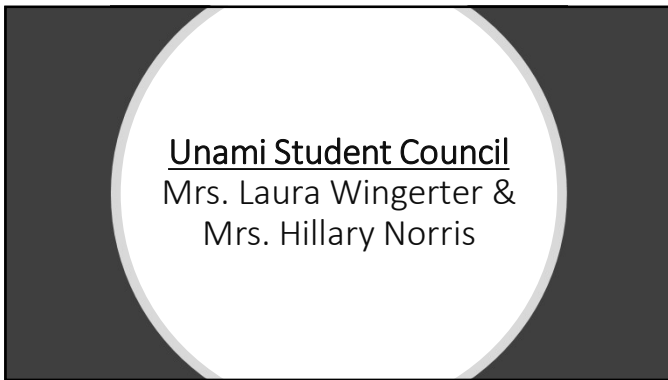 Unami Student Council
Mrs. Laura Wingerter &
Mrs. Hillary Norris